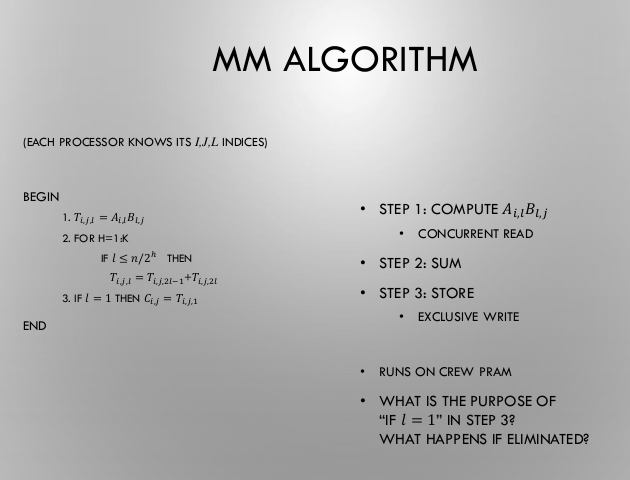 MM ALGORITHM
(EACH PROCESSOR KNOWS ITS I,J,L INDICES)
BEGIN
1. T_{i,j,l} = A_{i,l}B_{l,j}
2. FOR H=1:K
IF l ≤ n/2^h THEN
T_{i,j,l} = T_{i,j,2l−1}+T_{i,j,2l}
3. IF l = 1 THEN C_{i,j} = T_{i,j,1}
END
• STEP 1: COMPUTE A_{i,l}B_{l,j}
• CONCURRENT READ
• STEP 2: SUM
• STEP 3: STORE
• EXCLUSIVE WRITE
• RUNS ON CREW PRAM
• WHAT IS THE PURPOSE OF
“IF l = 1” IN STEP 3?
WHAT HAPPENS IF ELIMINATED?